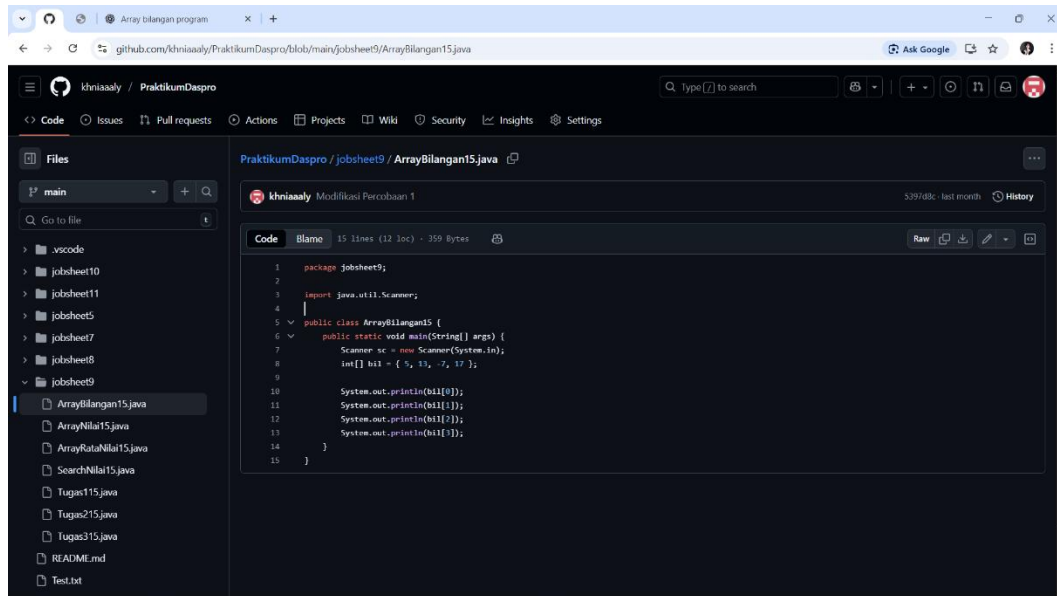 Array bilangan program
github.com/khniaaaly/PraktikumDaspro/blob/main/jobsheet9/ArrayBilangan15.java
Ask Google
khniaaaly / PraktikumDaspro
Type / to search
Code Issues Pull requests Actions Projects Wiki Security Insights Settings
Files
PraktikumDaspro / jobsheet9 / ArrayBilangan15.java
main
khniaaaly Modifikasi Percobaan 1
5397d8c · last month History
Go to file t
Code Blame 15 lines (12 loc) · 359 Bytes
Raw
.vscode
jobsheet10
jobsheet11
jobsheet5
jobsheet7
jobsheet8
jobsheet9
ArrayBilangan15.java
ArrayNilai15.java
ArrayRataNilai15.java
SearchNilai15.java
Tugas115.java
Tugas215.java
Tugas315.java
README.md
Test.txt
1 package jobsheet9;
2
3 import java.util.Scanner;
4
5 public class ArrayBilangan15 {
6 public static void main(String[] args) {
7 Scanner sc = new Scanner(System.in);
8 int[] bil = { 5, 13, -7, 17 };
9
10 System.out.println(bil[0]);
11 System.out.println(bil[1]);
12 System.out.println(bil[2]);
13 System.out.println(bil[3]);
14 }
15 }